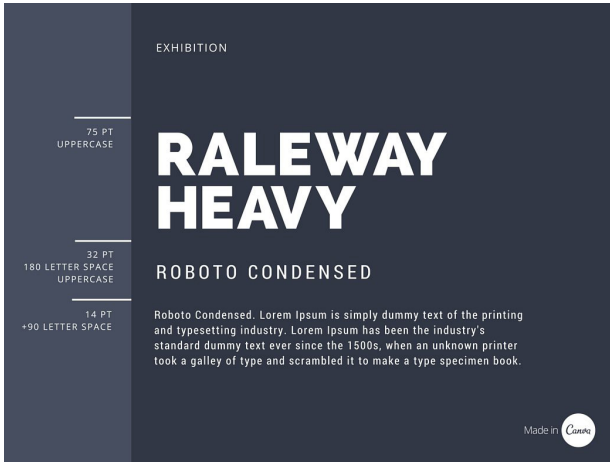 EXHIBITION
75 PT
UPPERCASE
RALEWAY
HEAVY
32 PT
180 LETTER SPACE
UPPERCASE
ROBOTO CONDENSED
14 PT
+90 LETTER SPACE
Roboto Condensed. Lorem Ipsum is simply dummy text of the printing
and typesetting industry. Lorem Ipsum has been the industry's
standard dummy text ever since the 1500s, when an unknown printer
took a galley of type and scrambled it to make a type specimen book.
Made in Canva